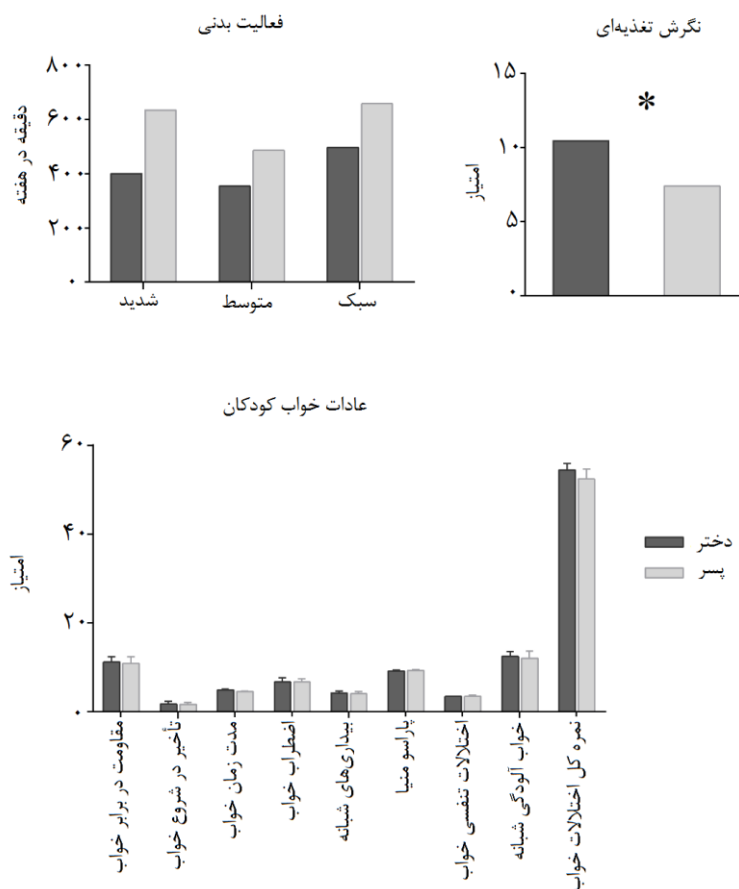 فعالیت بدنی
دقیقه در هفته
۸۰۰
۶۰۰
۴۰۰
۲۰۰
۰
شدید
متوسط
سبک
نگرش تغذیه‌ای
امتیاز
۱۵
*
۱۰
۵
۰
عادات خواب کودکان
امتیاز
۶۰
۴۰
۲۰
۰
مقاومت در برابر خواب
تأخیر در شروع خواب
مدت زمان خواب
اضطراب خواب
بیداری‌های شبانه
پاراسو منیا
اختلالات تنفسی خواب
خواب آلودگی شبانه
نمره کل اختلالات خواب
دختر
پسر